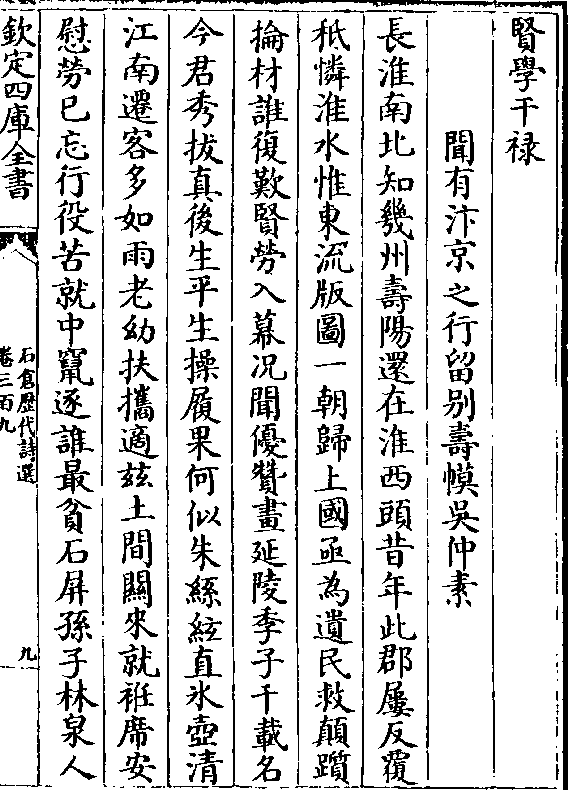 賢學干禄
聞有汴京之行留别壽幙吳仲素
長淮南北知幾州壽陽還在淮西頭昔年此郡屢反覆
秪憐淮水惟東流版圖一朝歸上國亟為遺民救顛躓
掄材誰復歎賢勞入幕况聞優贊畫延陵季子千載名
今君秀拔真後生平生操履果何似朱絲絃直氷壺清
江南遷客多如雨老幼扶攜適茲土間關來就袵席安
慰勞已忘行役苦就中竄逐誰最貧石屏孫子林泉人
欽定四庫全書
石倉歷代詩選
卷三百九
九